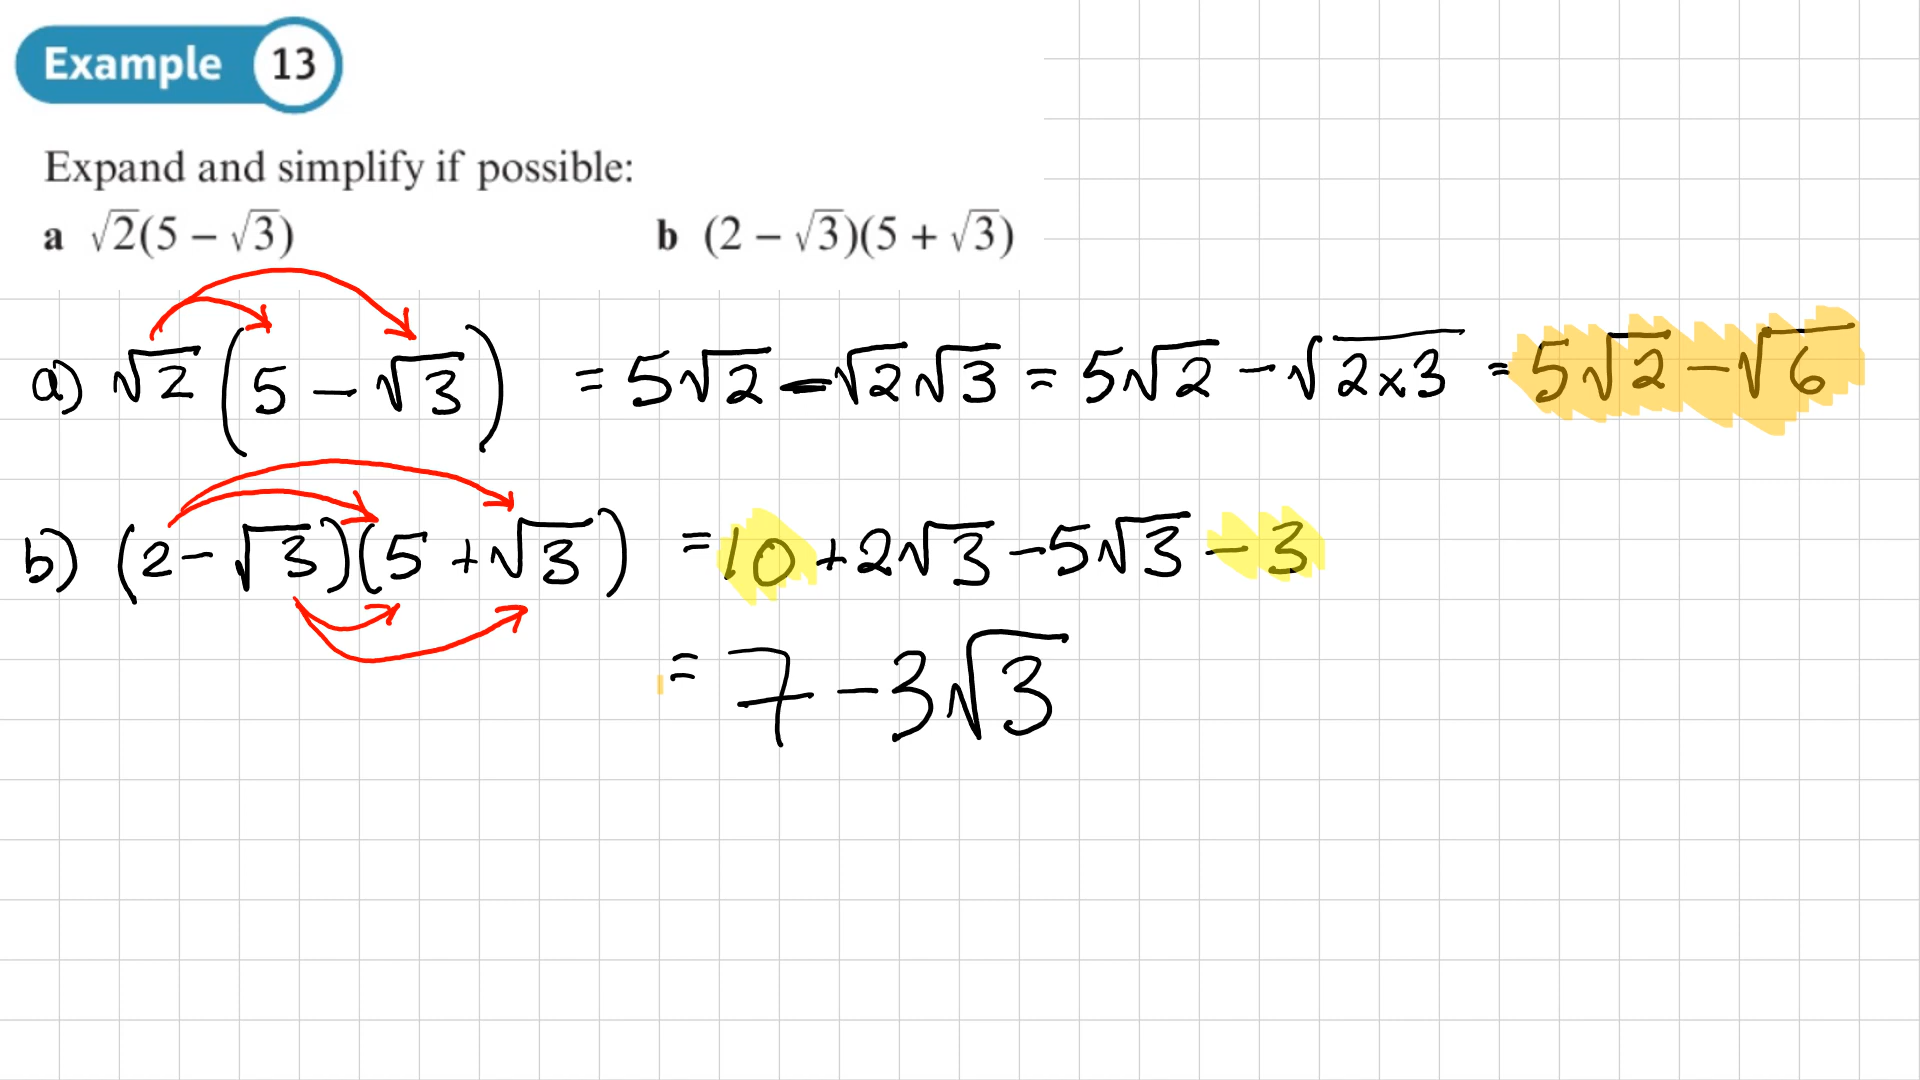 Example 13
Expand and simplify if possible:
a √2(5 − √3) b (2 − √3)(5 + √3)
a) √2(5 − √3) = 5√2 − √2√3 = 5√2 − √(2×3) = 5√2 − √6
b) (2 − √3)(5 + √3) = 10 + 2√3 − 5√3 − 3
= 7 − 3√3